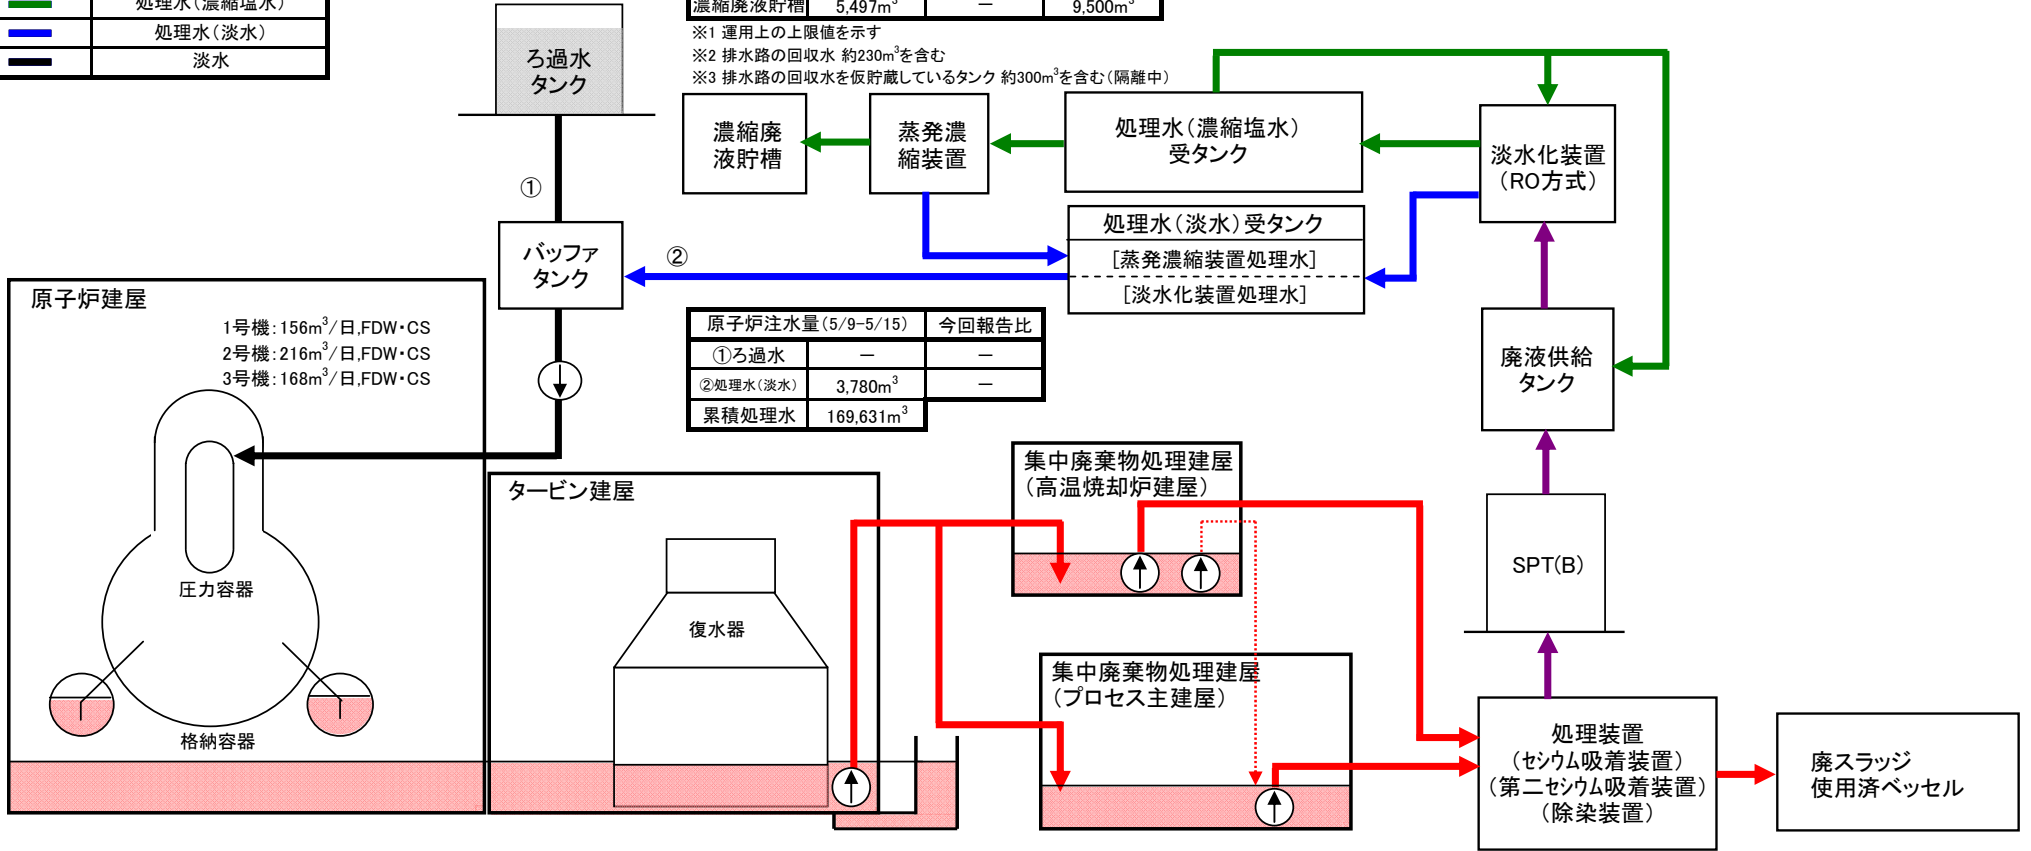 処理水(濃縮塩水)
処理水(淡水)
淡水
濃縮廃液貯槽 5,497m³ － 9,500m³
※1 運用上の上限値を示す
※2 排水路の回収水 約230m³を含む
※3 排水路の回収水を仮貯蔵しているタンク 約300m³を含む(隔離中)
ろ過水
タンク
濃縮廃
液貯槽
蒸発濃
縮装置
処理水(濃縮塩水)
受タンク
淡水化装置
(RO方式)
①
処理水(淡水)受タンク
[蒸発濃縮装置処理水]
[淡水化装置処理水]
②
バッファ
タンク
原子炉建屋
1号機:156m³/日,FDW・CS
2号機:216m³/日,FDW・CS
3号機:168m³/日,FDW・CS
原子炉注水量(5/9-5/15) 今回報告比
①ろ過水 － －
②処理水(淡水) 3,780m³ －
累積処理水 169,631m³
廃液供給
タンク
タービン建屋
集中廃棄物処理建屋
(高温焼却炉建屋)
圧力容器
復水器
SPT(B)
格納容器
集中廃棄物処理建屋
(プロセス主建屋)
処理装置
(セシウム吸着装置)
(第二セシウム吸着装置)
(除染装置)
廃スラッジ
使用済ベッセル